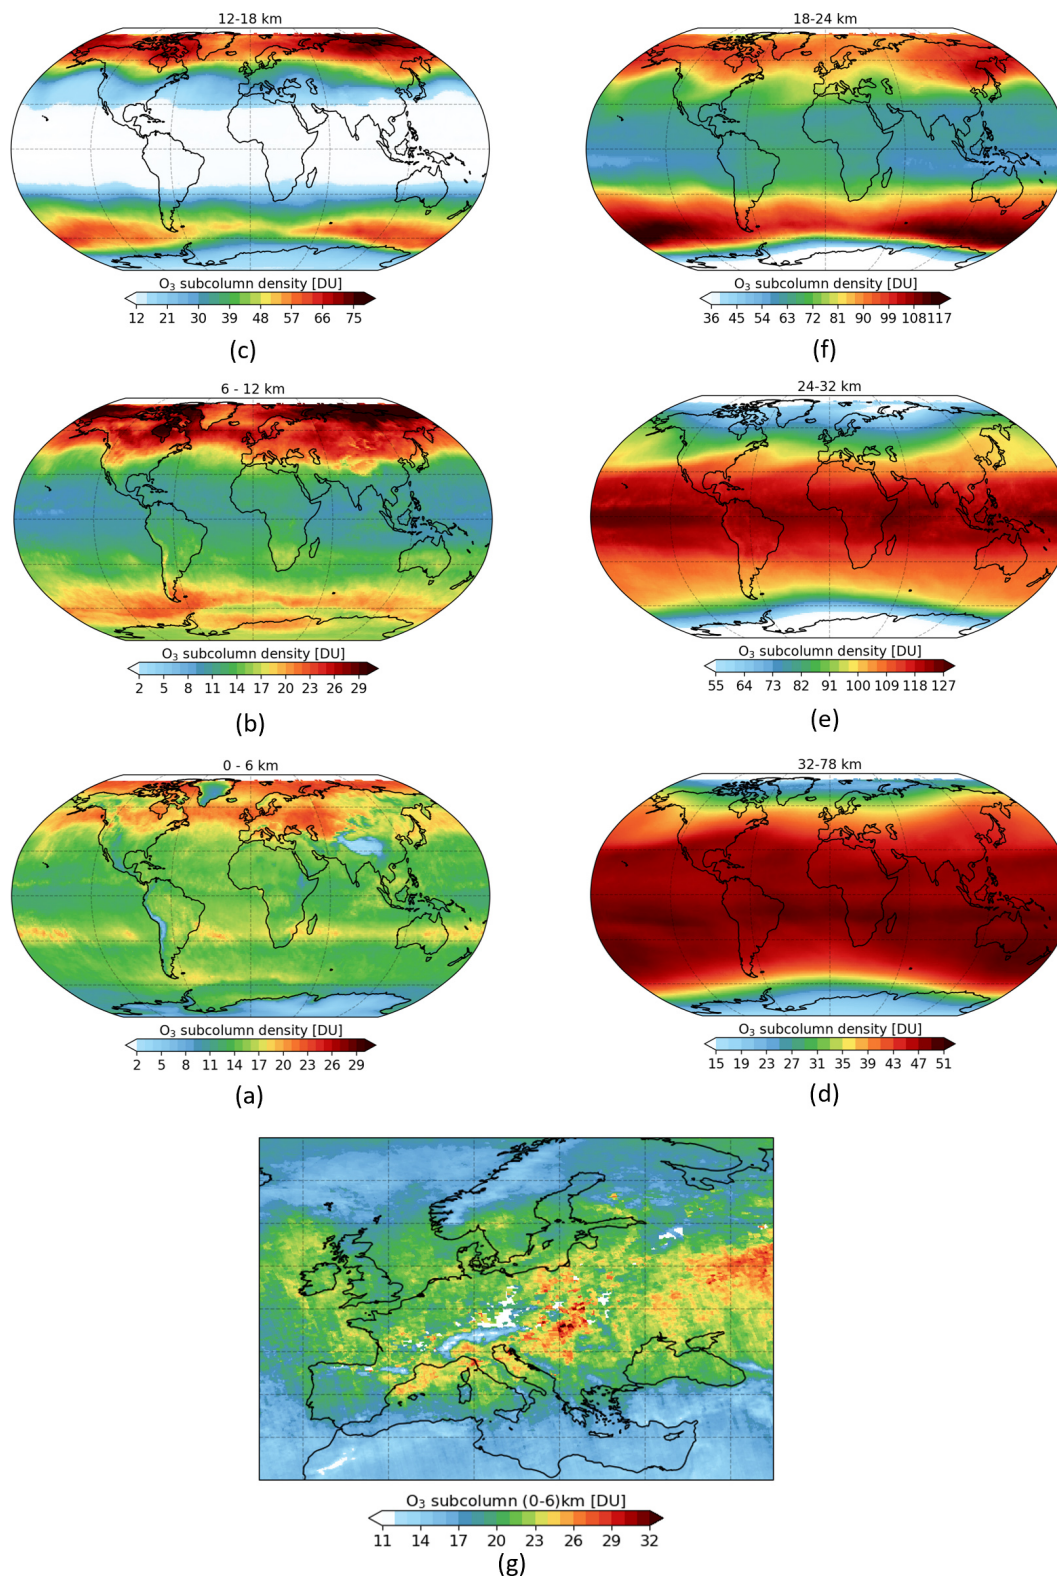 12-18 km
O₃ subcolumn density [DU]
12 21 30 39 48 57 66 75
(c)
18-24 km
O₃ subcolumn density [DU]
36 45 54 63 72 81 90 99 108 117
(f)
6 - 12 km
O₃ subcolumn density [DU]
2 5 8 11 14 17 20 23 26 29
(b)
24-32 km
O₃ subcolumn density [DU]
55 64 73 82 91 100 109 118 127
(e)
0 - 6 km
O₃ subcolumn density [DU]
2 5 8 11 14 17 20 23 26 29
(a)
32-78 km
O₃ subcolumn density [DU]
15 19 23 27 31 35 39 43 47 51
(d)
O₃ subcolumn (0-6)km [DU]
11 14 17 20 23 26 29 32
(g)